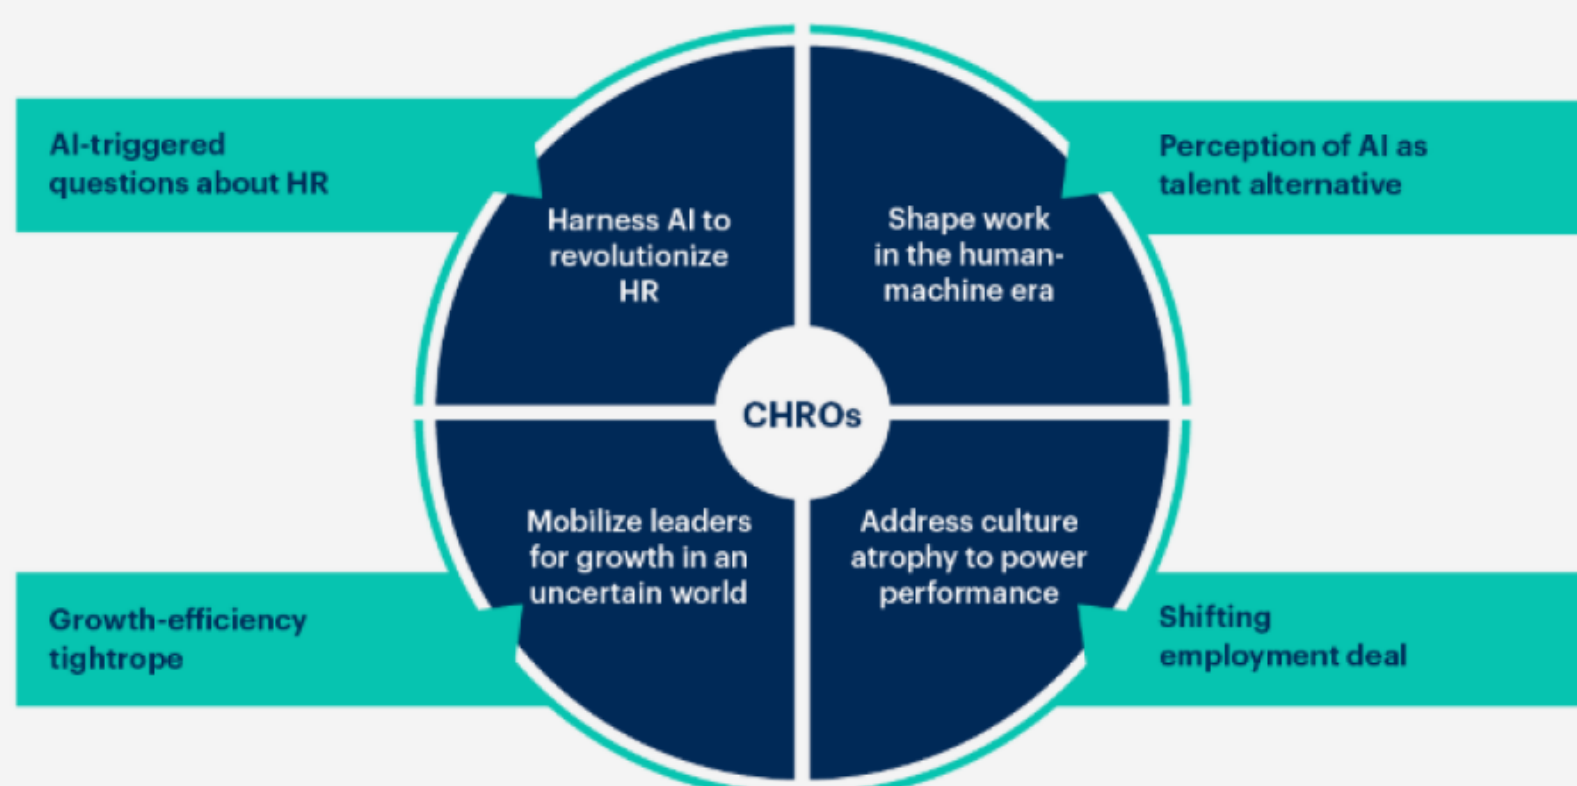 AI-triggered
questions about HR
Perception of AI as
talent alternative
Harness AI to
revolutionize
HR
Shape work
in the human-
machine era
CHROs
Mobilize leaders
for growth in an
uncertain world
Address culture
atrophy to power
performance
Growth-efficiency
tightrope
Shifting
employment deal